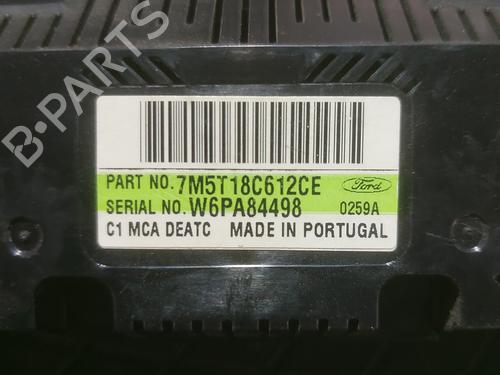 B-PARTS
PART NO. 7M5T18C612CE Ford
SERIAL NO. W6PA84498 0259A
C1 MCA DEATC MADE IN PORTUGAL